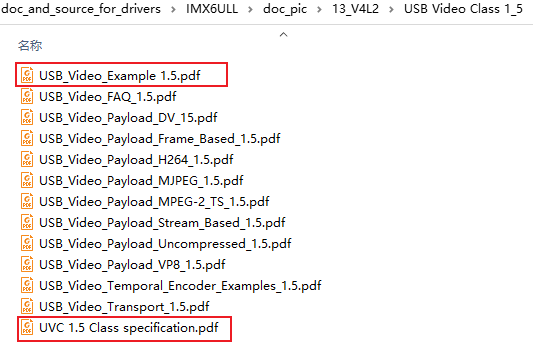 doc_and_source_for_drivers > IMX6ULL > doc_pic > 13_V4L2 > USB Video Class 1_5
名称
USB_Video_Example 1.5.pdf
USB_Video_FAQ_1.5.pdf
USB_Video_Payload_DV_15.pdf
USB_Video_Payload_Frame_Based_1.5.pdf
USB_Video_Payload_H264_1.5.pdf
USB_Video_Payload_MJPEG_1.5.pdf
USB_Video_Payload_MPEG-2_TS_1.5.pdf
USB_Video_Payload_Stream_Based_1.5.pdf
USB_Video_Payload_Uncompressed_1.5.pdf
USB_Video_Payload_VP8_1.5.pdf
USB_Video_Temporal_Encoder_Examples_1.5.pdf
USB_Video_Transport_1.5.pdf
UVC 1.5 Class specification.pdf